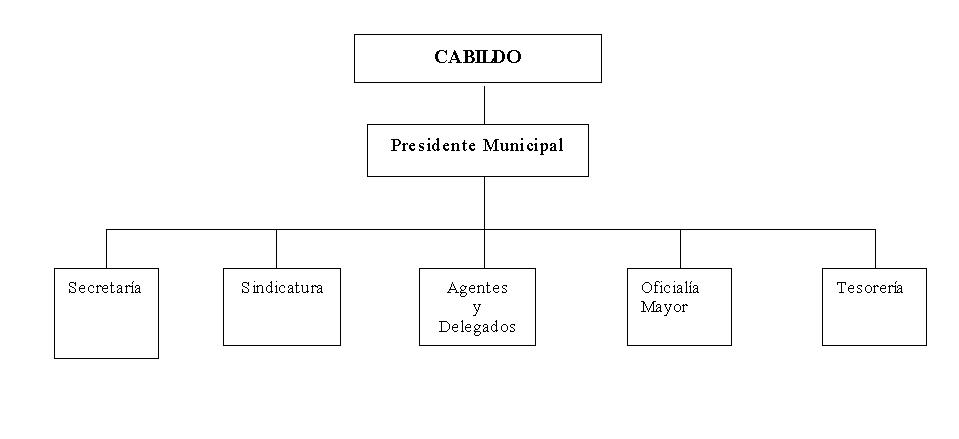 CABILDO
Presidente Municipal
Secretaría
Sindicatura
Agentes
y
Delegados
Oficialía
Mayor
Tesorería